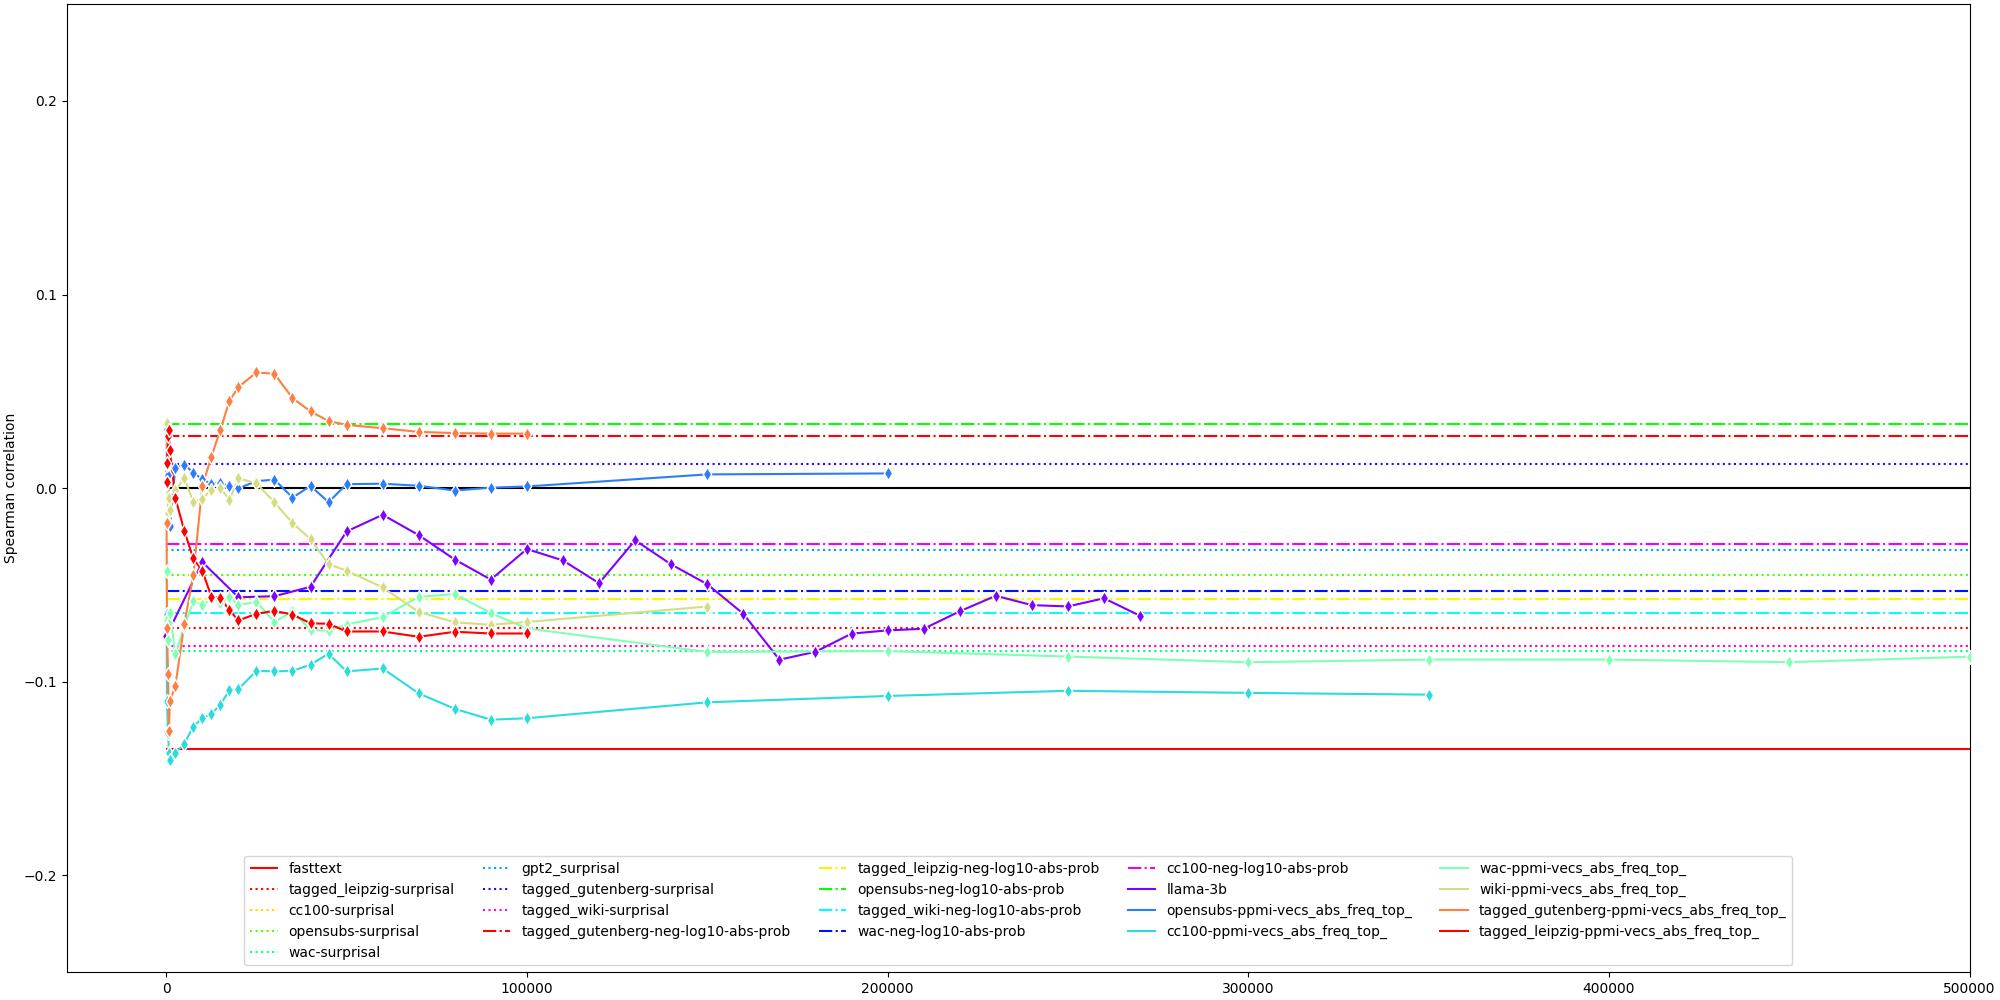 Spearman correlation
0.2
0.1
0.0
−0.1
−0.2
fasttext
tagged_leipzig-surprisal
cc100-surprisal
opensubs-surprisal
wac-surprisal
gpt2_surprisal
tagged_gutenberg-surprisal
tagged_wiki-surprisal
tagged_gutenberg-neg-log10-abs-prob
tagged_leipzig-neg-log10-abs-prob
opensubs-neg-log10-abs-prob
tagged_wiki-neg-log10-abs-prob
wac-neg-log10-abs-prob
cc100-neg-log10-abs-prob
llama-3b
opensubs-ppmi-vecs_abs_freq_top_
cc100-ppmi-vecs_abs_freq_top_
wac-ppmi-vecs_abs_freq_top_
wiki-ppmi-vecs_abs_freq_top_
tagged_gutenberg-ppmi-vecs_abs_freq_top_
tagged_leipzig-ppmi-vecs_abs_freq_top_
0 100000 200000 300000 400000 500000